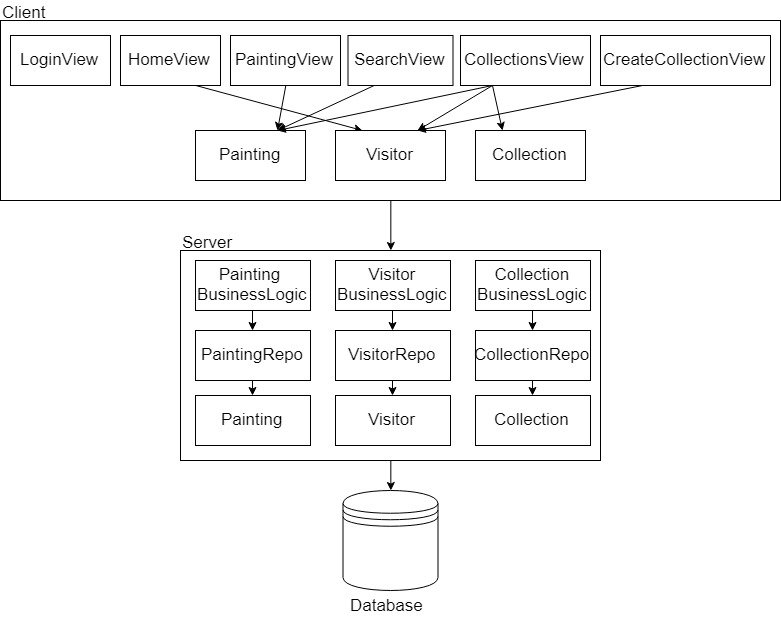 Client
LoginView
HomeView
PaintingView
SearchView
CollectionsView
CreateCollectionView
Painting
Visitor
Collection
Server
Painting
BusinessLogic
Visitor
BusinessLogic
Collection
BusinessLogic
PaintingRepo
VisitorRepo
CollectionRepo
Painting
Visitor
Collection
Database